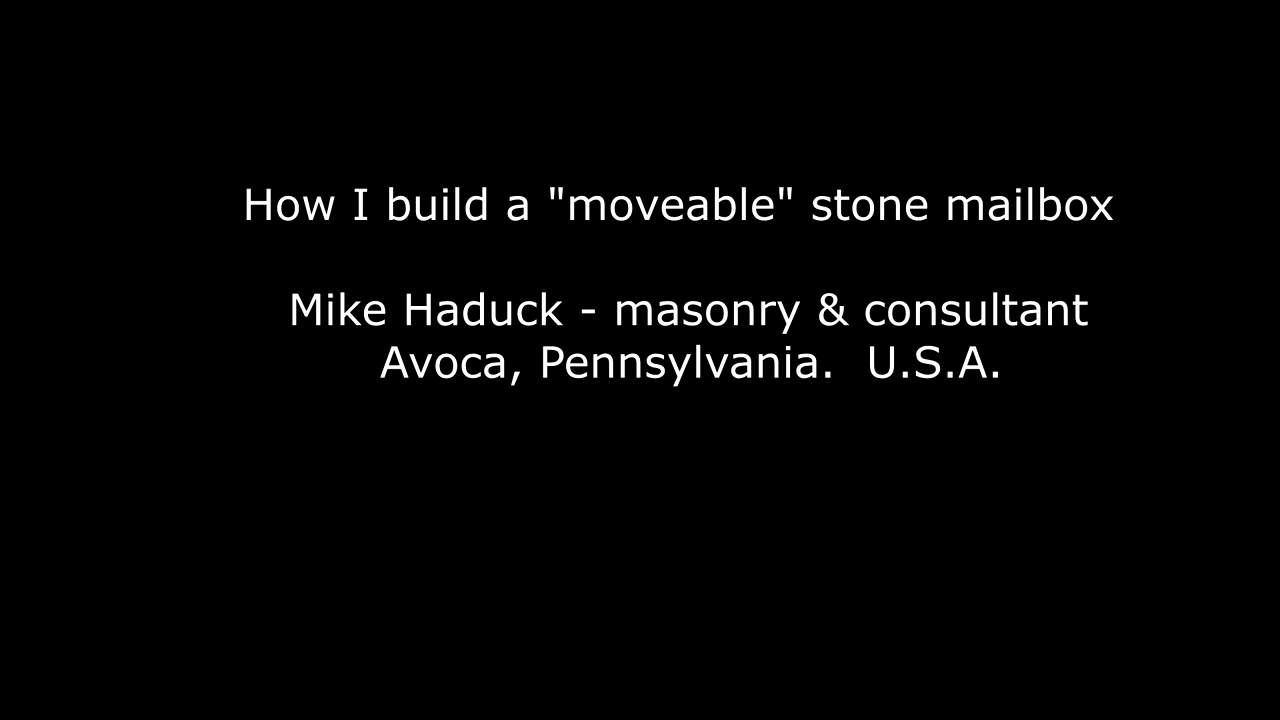 How I build a "moveable" stone mailbox
Mike Haduck - masonry & consultant
Avoca, Pennsylvania.  U.S.A.